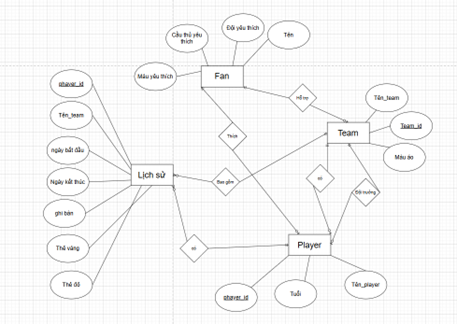 Cầu thủ yêu
thích
Đội yêu thích
Tên
Màu yêu thích
Fan
Hỗ trợ
Tên_team
Team_id
Màu áo
Team
Thích
phayer_id
Tên_team
ngày bắt đầu
Ngày kết thúc
ghi bàn
Thẻ vàng
Thẻ đỏ
Lịch sử
Bao gồm
có
Đội trưởng
có
Player
phayer_id
Tuổi
Tên_player